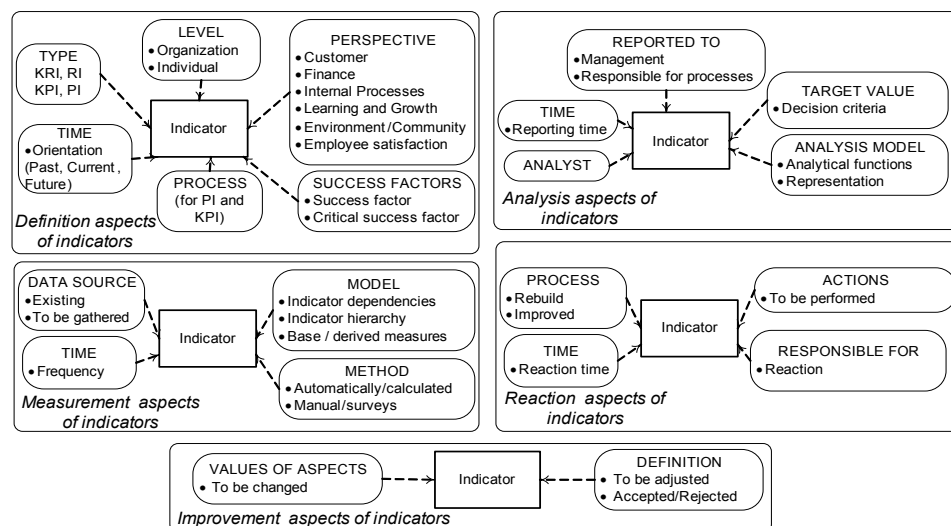 LEVEL
• Organization
• Individual
TYPE
KRI, RI
KPI, PI
PERSPECTIVE
• Customer
• Finance
• Internal Processes
• Learning and Growth
• Environment/Community
• Employee satisfaction
Indicator
TIME
• Orientation
(Past, Current,
Future)
PROCESS
(for PI and
KPI)
SUCCESS FACTORS
• Success factor
• Critical success factor
Definition aspects
of indicators
REPORTED TO
• Management
• Responsible for processes
TIME
• Reporting time
ANALYST
Indicator
TARGET VALUE
• Decision criteria
ANALYSIS MODEL
• Analytical functions
• Representation
Analysis aspects of
indicators
DATA SOURCE
• Existing
• To be gathered
TIME
• Frequency
Indicator
MODEL
• Indicator dependencies
• Indicator hierarchy
• Base / derived measures
METHOD
• Automatically/calculated
• Manual/surveys
Measurement aspects
of indicators
PROCESS
• Rebuild
• Improved
TIME
• Reaction time
Indicator
ACTIONS
• To be performed
RESPONSIBLE FOR
• Reaction
Reaction aspects of
indicators
VALUES OF ASPECTS
• To be changed
Indicator
DEFINITION
• To be adjusted
• Accepted/Rejected
Improvement aspects of indicators